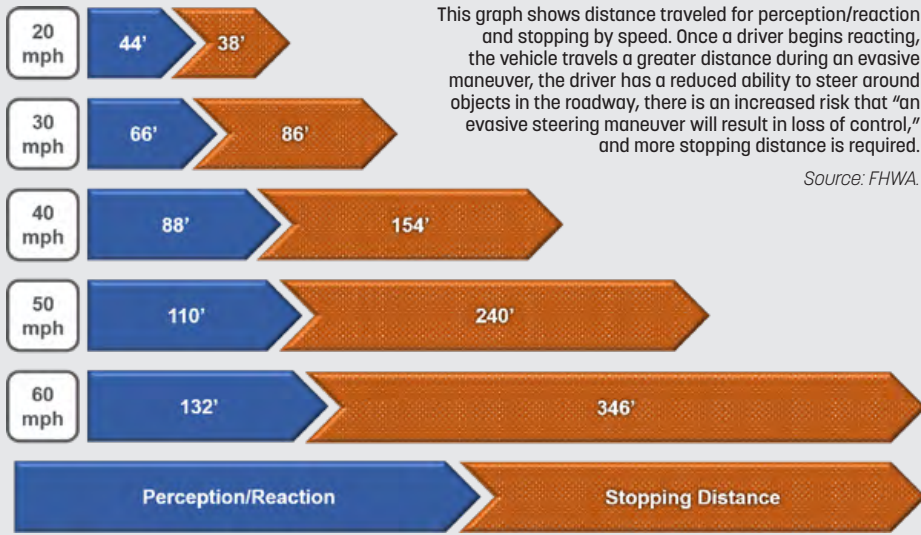 This graph shows distance traveled for perception/reaction
and stopping by speed. Once a driver begins reacting,
the vehicle travels a greater distance during an evasive
maneuver, the driver has a reduced ability to steer around
objects in the roadway, there is an increased risk that “an
evasive steering maneuver will result in loss of control,”
and more stopping distance is required.
Source: FHWA.
20
mph
44’
38’
30
mph
66’
86’
40
mph
88’
154’
50
mph
110’
240’
60
mph
132’
346’
Perception/Reaction
Stopping Distance